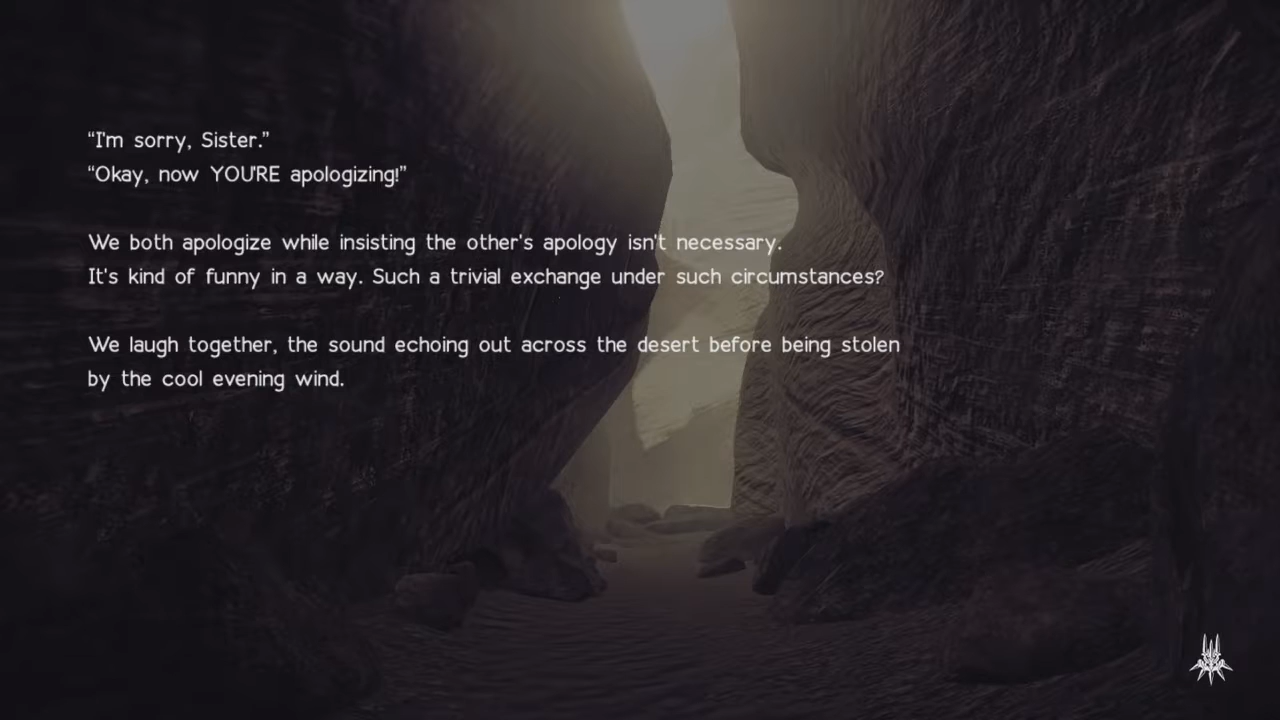 “I'm sorry, Sister.”
“Okay, now YOU'RE apologizing!”
We both apologize while insisting the other's apology isn't necessary.
It's kind of funny in a way. Such a trivial exchange under such circumstances?
We laugh together, the sound echoing out across the desert before being stolen
by the cool evening wind.